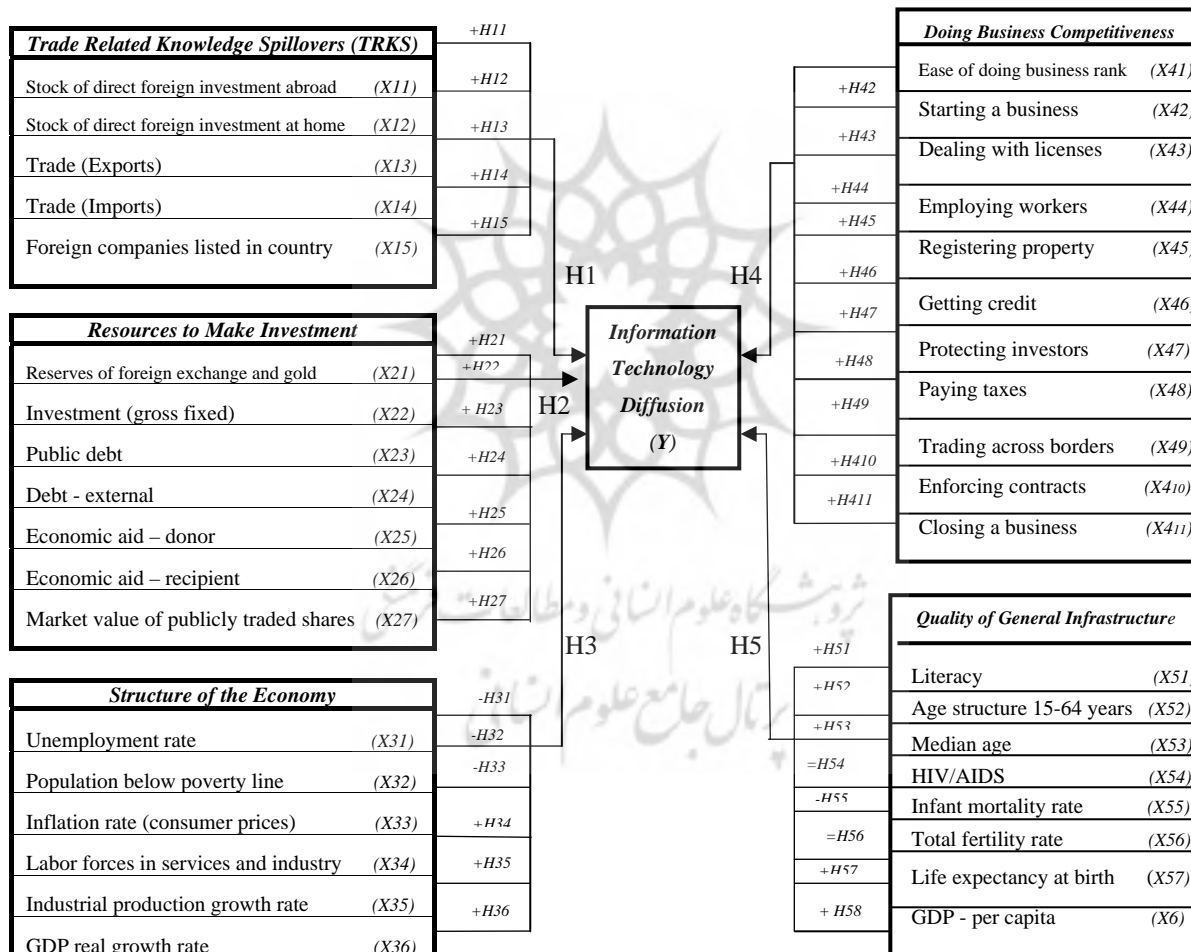 Trade Related Knowledge Spillovers (TRKS)
Stock of direct foreign investment abroad (X11)
Stock of direct foreign investment at home (X12)
Trade (Exports) (X13)
Trade (Imports) (X14)
Foreign companies listed in country (X15)
+H11
+H12
+H13
+H14
+H15
H1
Resources to Make Investment
Reserves of foreign exchange and gold (X21)
Investment (gross fixed) (X22)
Public debt (X23)
Debt - external (X24)
Economic aid – donor (X25)
Economic aid – recipient (X26)
Market value of publicly traded shares (X27)
+H21
+H22
+ H23
+H24
+H25
+H26
+H27
H2
Structure of the Economy
Unemployment rate (X31)
Population below poverty line (X32)
Inflation rate (consumer prices) (X33)
Labor forces in services and industry (X34)
Industrial production growth rate (X35)
GDP real growth rate (X36)
-H31
-H32
-H33
+H34
+H35
+H36
H3
Information
Technology
Diffusion
(Y)
H4
+H42
+H43
+H44
+H45
+H46
+H47
+H48
+H49
+H410
+H411
Doing Business Competitiveness
Ease of doing business rank (X41)
Starting a business (X42)
Dealing with licenses (X43)
Employing workers (X44)
Registering property (X45)
Getting credit (X46)
Protecting investors (X47)
Paying taxes (X48)
Trading across borders (X49)
Enforcing contracts (X410)
Closing a business (X411)
H5
+H51
+H52
+H53
=H54
-H55
=H56
+H57
+ H58
Quality of General Infrastructure
Literacy (X51)
Age structure 15-64 years (X52)
Median age (X53)
HIV/AIDS (X54)
Infant mortality rate (X55)
Total fertility rate (X56)
Life expectancy at birth (X57)
GDP - per capita (X6)
پژوهشگاه علوم انسانی و مطالعات فرهنگی
پرتال جامع علوم انسانی